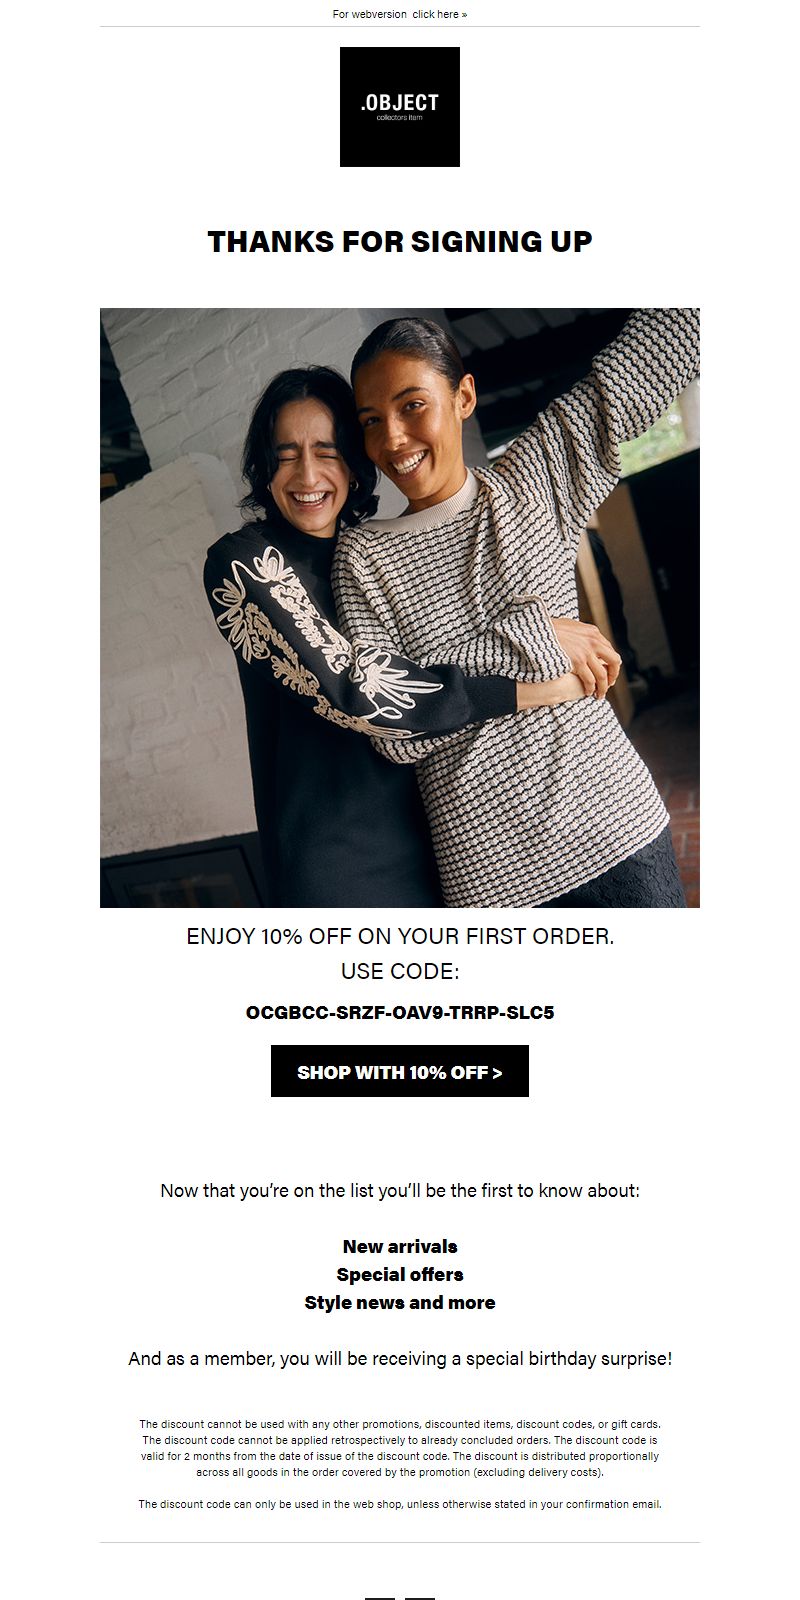 For webversion  click here »
.OBJECT
collectors item
THANKS FOR SIGNING UP
ENJOY 10% OFF ON YOUR FIRST ORDER.
USE CODE:
OCGBCC-SRZF-OAV9-TRRP-SLC5
SHOP WITH 10% OFF >
Now that you’re on the list you’ll be the first to know about:
New arrivals
Special offers
Style news and more
And as a member, you will be receiving a special birthday surprise!
The discount cannot be used with any other promotions, discounted items, discount codes, or gift cards.
The discount code cannot be applied retrospectively to already concluded orders. The discount code is
valid for 2 months from the date of issue of the discount code. The discount is distributed proportionally
across all goods in the order covered by the promotion (excluding delivery costs).
The discount code can only be used in the web shop, unless otherwise stated in your confirmation email.